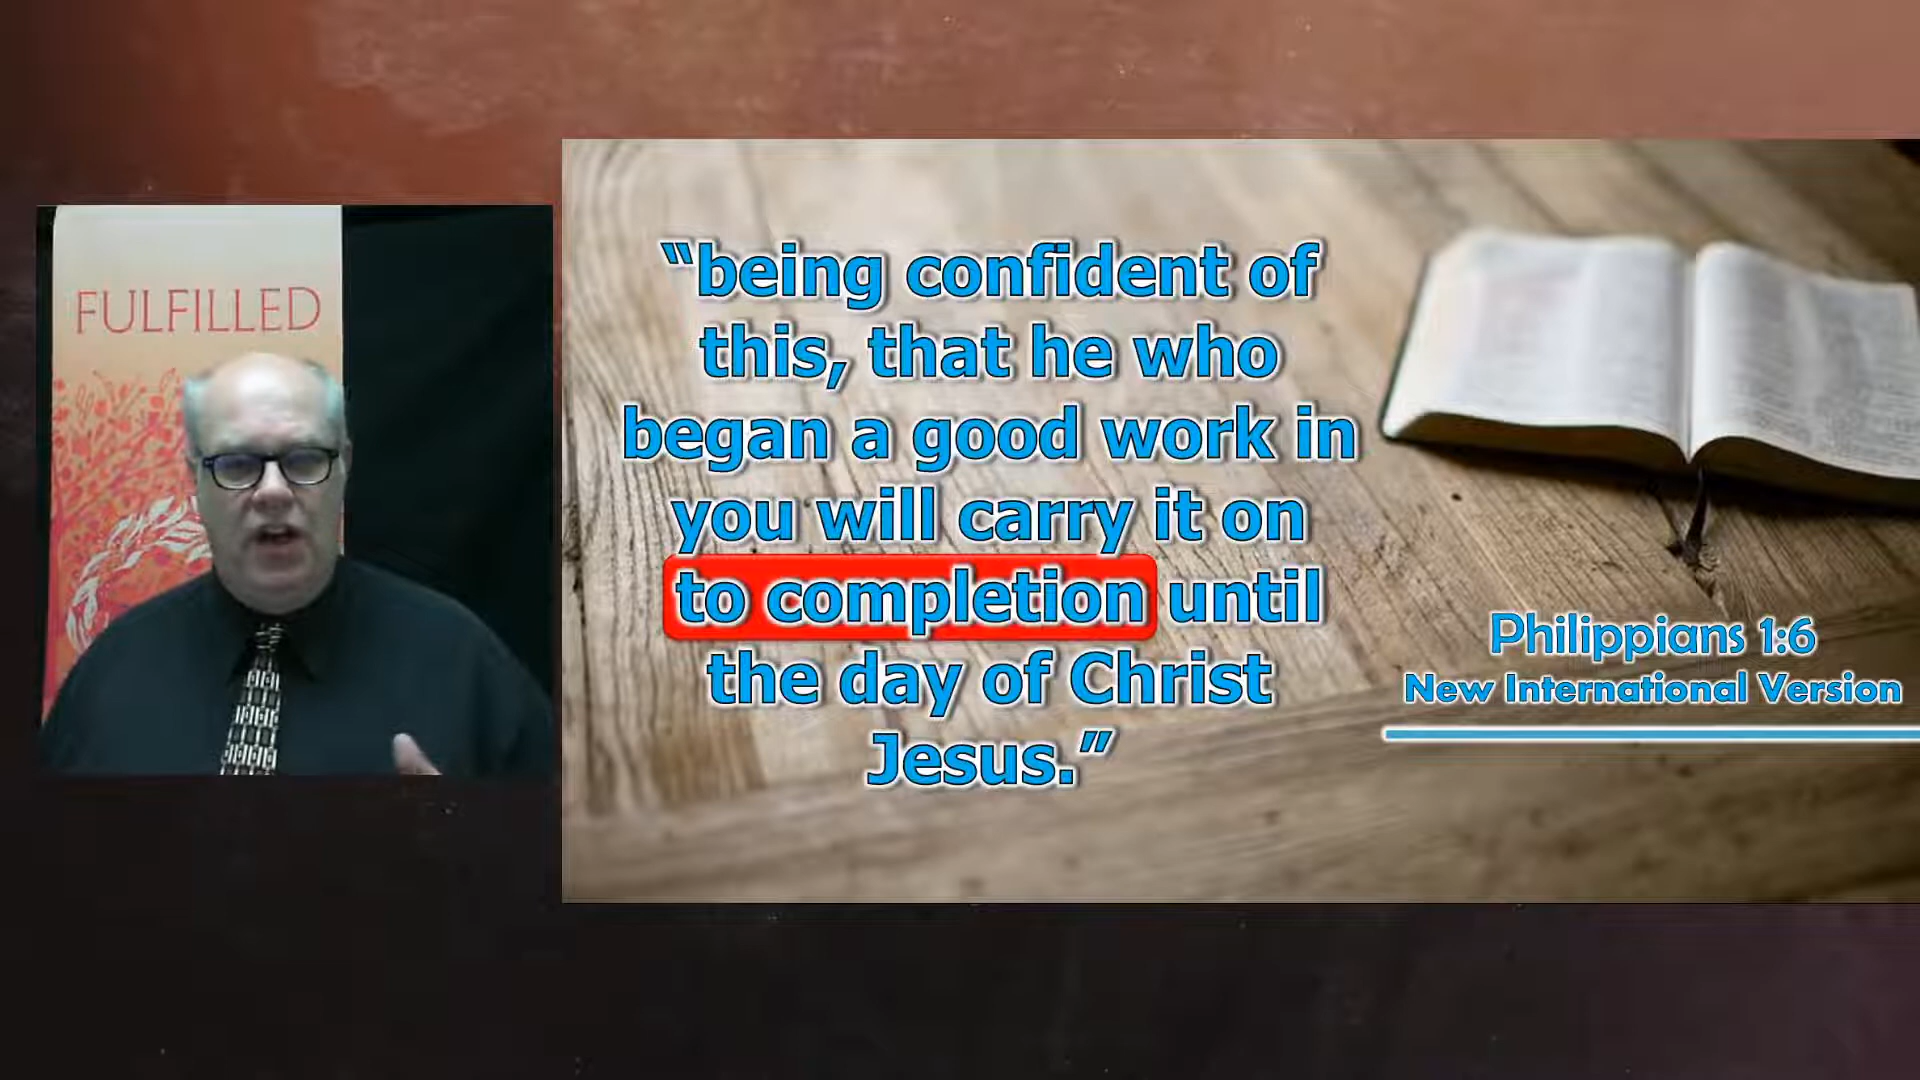 FULFILLED
“being confident of
this, that he who
began a good work in
you will carry it on
to completion until
the day of Christ
Jesus.”
Philippians 1:6
New International Version